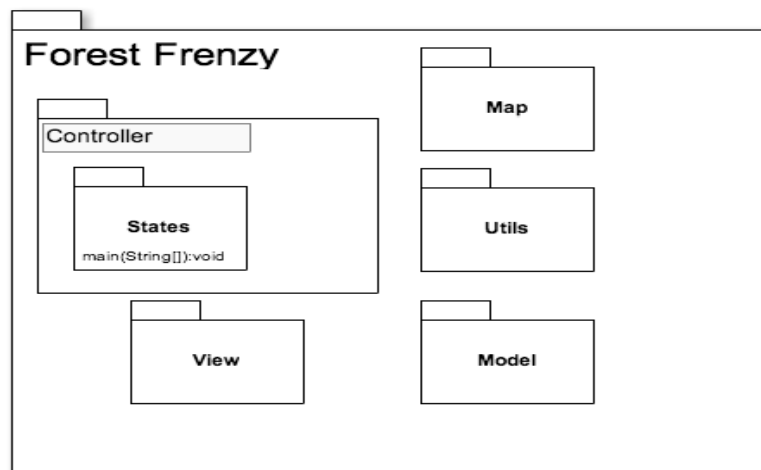 Forest Frenzy
Controller
States
main(String[]):void
Map
Utils
View
Model